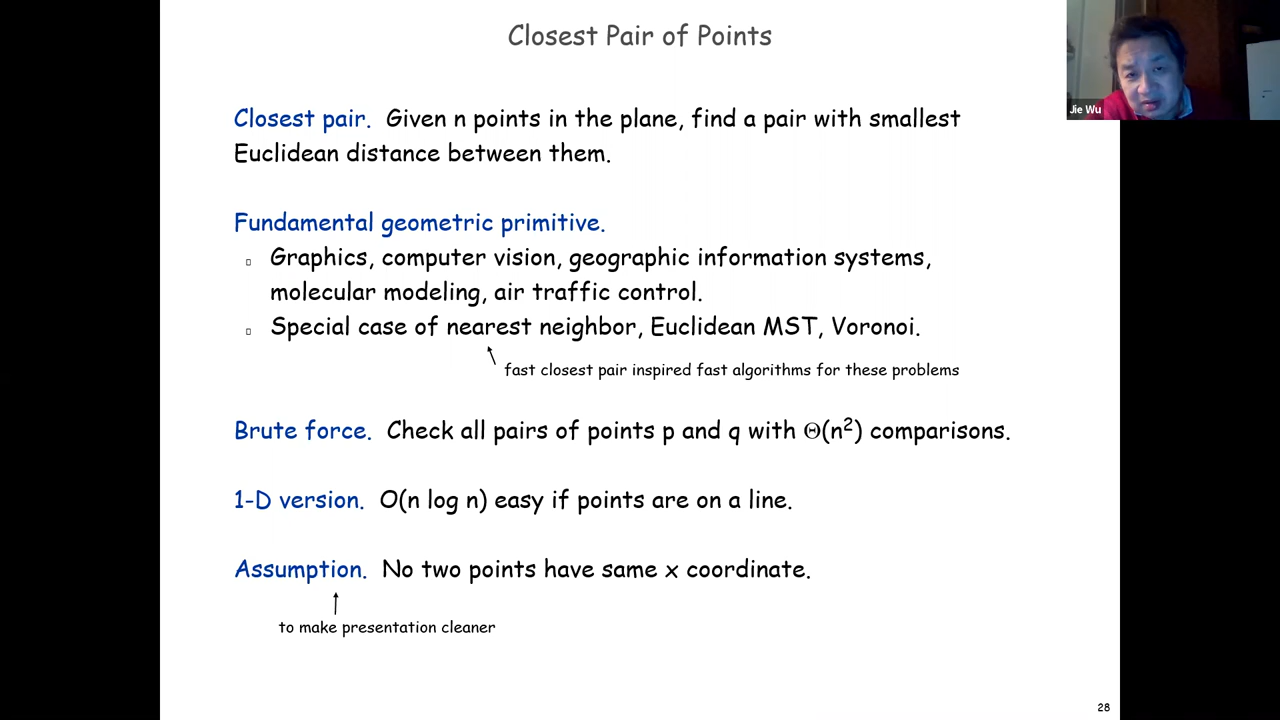 Closest Pair of Points
Jie Wu
Closest pair. Given n points in the plane, find a pair with smallest
Euclidean distance between them.
Fundamental geometric primitive.
Graphics, computer vision, geographic information systems,
molecular modeling, air traffic control.
Special case of nearest neighbor, Euclidean MST, Voronoi.
fast closest pair inspired fast algorithms for these problems
Brute force. Check all pairs of points p and q with Θ(n²) comparisons.
1-D version. O(n log n) easy if points are on a line.
Assumption. No two points have same x coordinate.
to make presentation cleaner
28